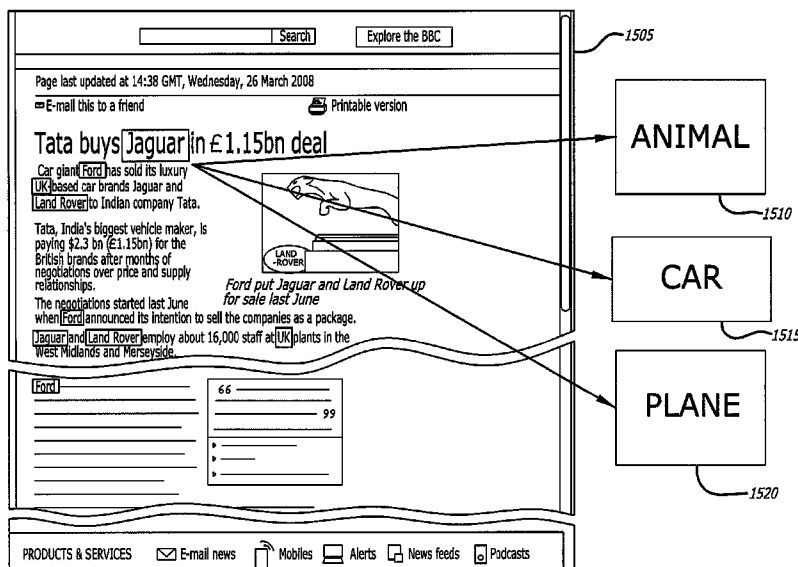 Search
Explore the BBC
1505
Page last updated at 14:38 GMT, Wednesday, 26 March 2008
E-mail this to a friend
Printable version
Tata buys Jaguar in £1.15bn deal
Car giant Ford has sold its luxury
UK-based car brands Jaguar and
Land Rover to Indian company Tata.
Tata, India's biggest vehicle maker, is
paying $2.3 bn (£1.15bn) for the
British brands after months of
negotiations over price and supply
relationships.
LAND
-ROVER
Ford put Jaguar and Land Rover up
for sale last June
The negotiations started last June
when Ford announced its intention to sell the companies as a package.
Jaguar and Land Rover employ about 16,000 staff at UK plants in the
West Midlands and Merseyside.
Ford
66
99
PRODUCTS & SERVICES
E-mail news
Mobiles
Alerts
News feeds
Podcasts
ANIMAL
1510
CAR
1515
PLANE
1520